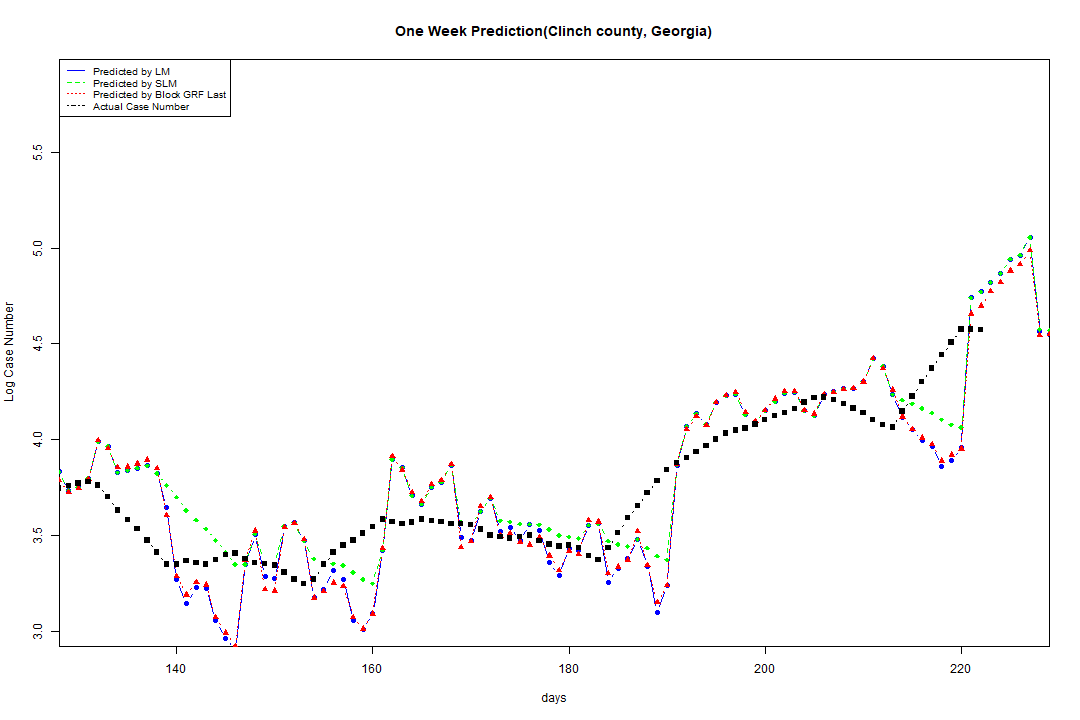 One Week Prediction(Clinch county, Georgia)
Predicted by LM
Predicted by SLM
Predicted by Block GRF Last
Actual Case Number
5.5
5.0
4.5
4.0
3.5
3.0
Log Case Number
140 160 180 200 220
days